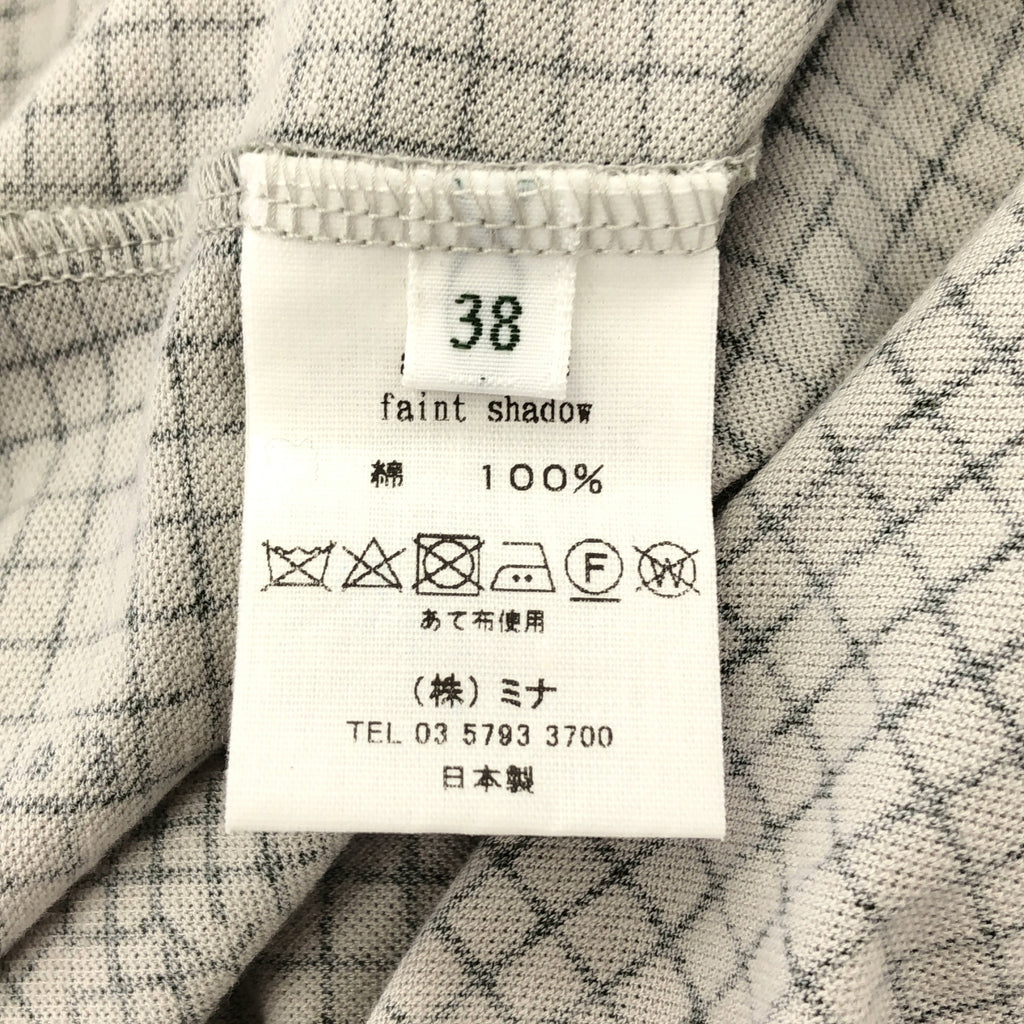 38
faint shadow
綿 100%
F W
あて布使用
（株）ミナ
TEL 03 5793 3700
日本製